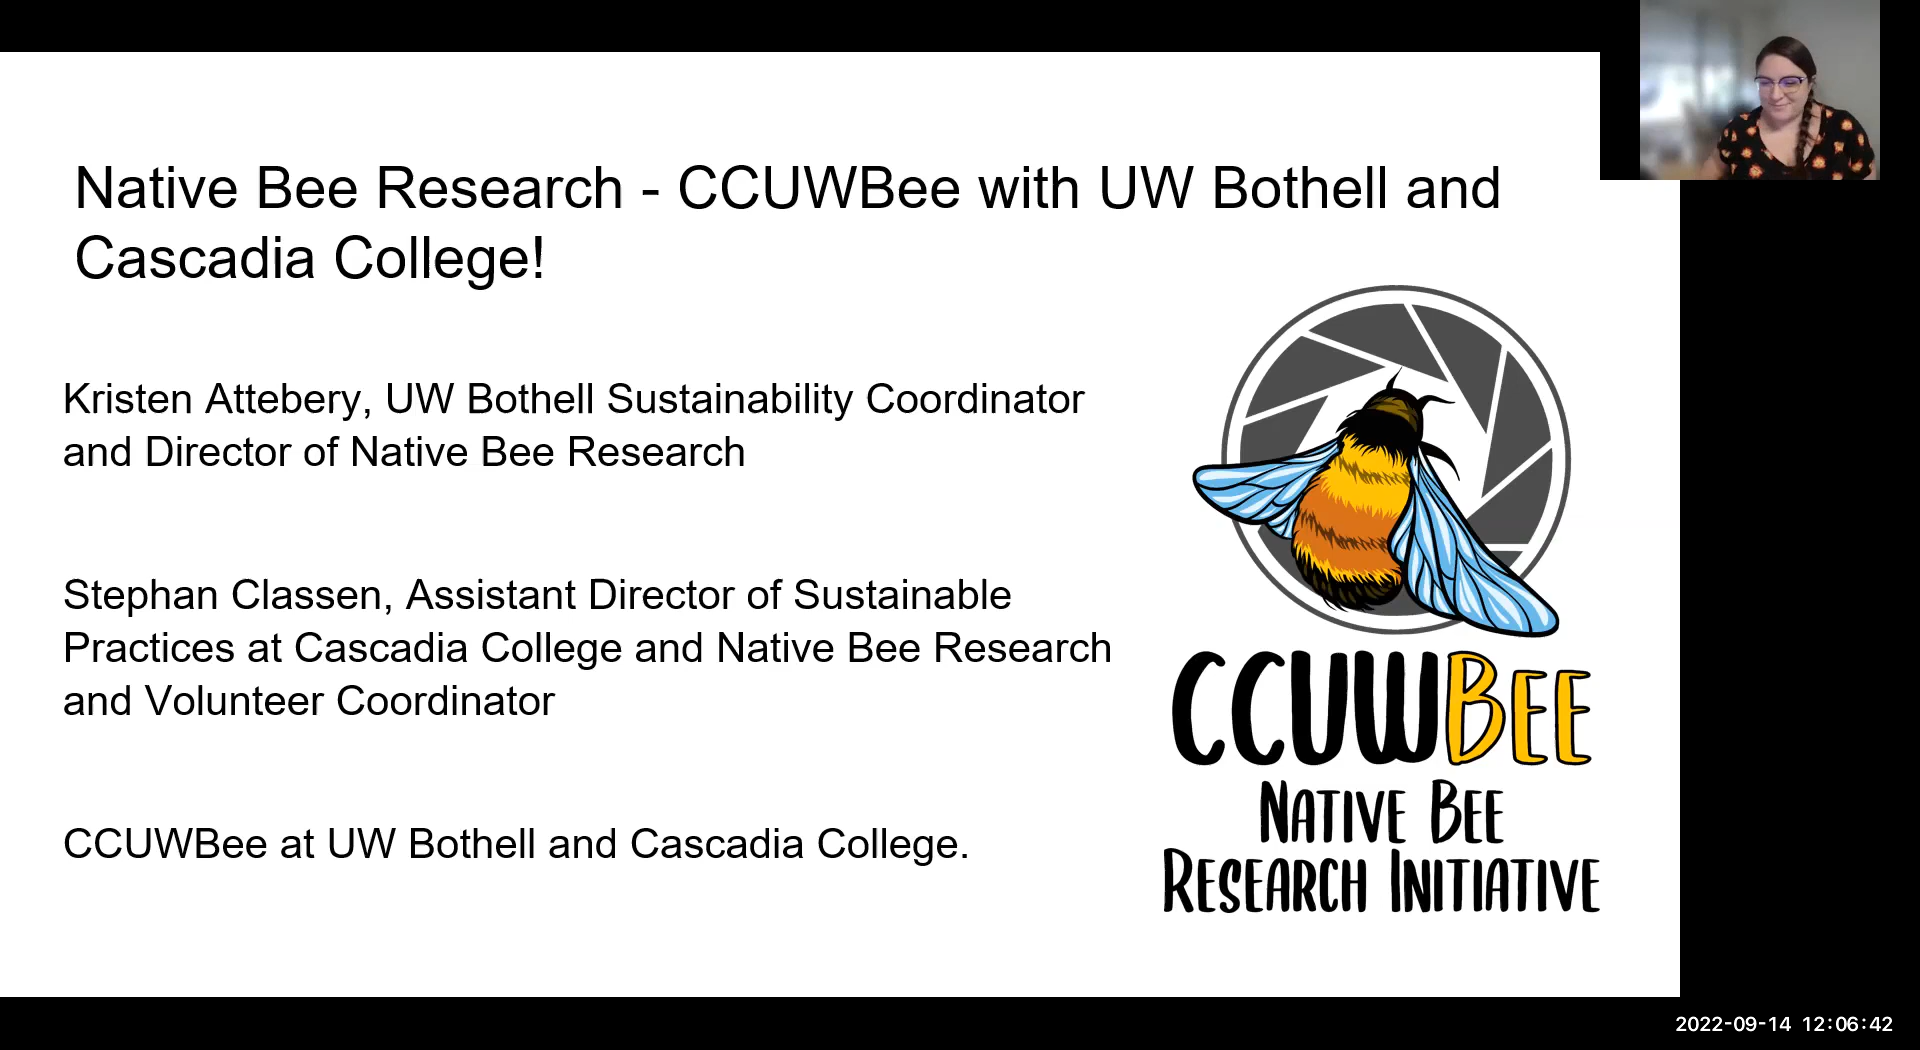 Native Bee Research - CCUWBee with UW Bothell and
Cascadia College!
Kristen Attebery, UW Bothell Sustainability Coordinator
and Director of Native Bee Research
Stephan Classen, Assistant Director of Sustainable
Practices at Cascadia College and Native Bee Research
and Volunteer Coordinator
CCUWBee at UW Bothell and Cascadia College.
CCUWBEE
NATIVE BEE
RESEARCH INITIATIVE
2022-09-14 12:06:42